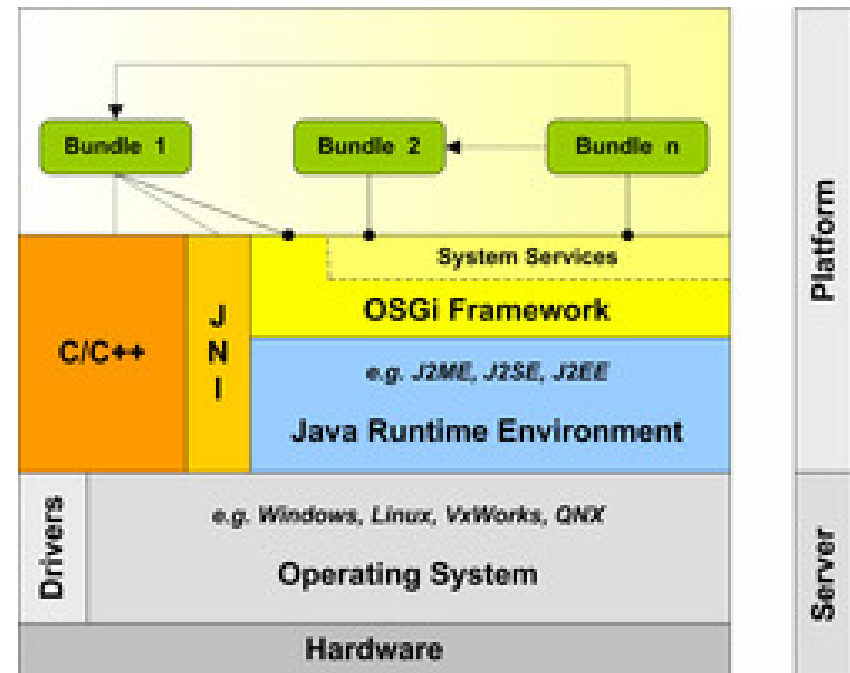 Bundle 1
Bundle 2
Bundle n
System Services
OSGi Framework
C/C++
J
N
I
e.g. J2ME, J2SE, J2EE
Java Runtime Environment
Drivers
e.g. Windows, Linux, VxWorks, QNX
Operating System
Hardware
Platform
Server